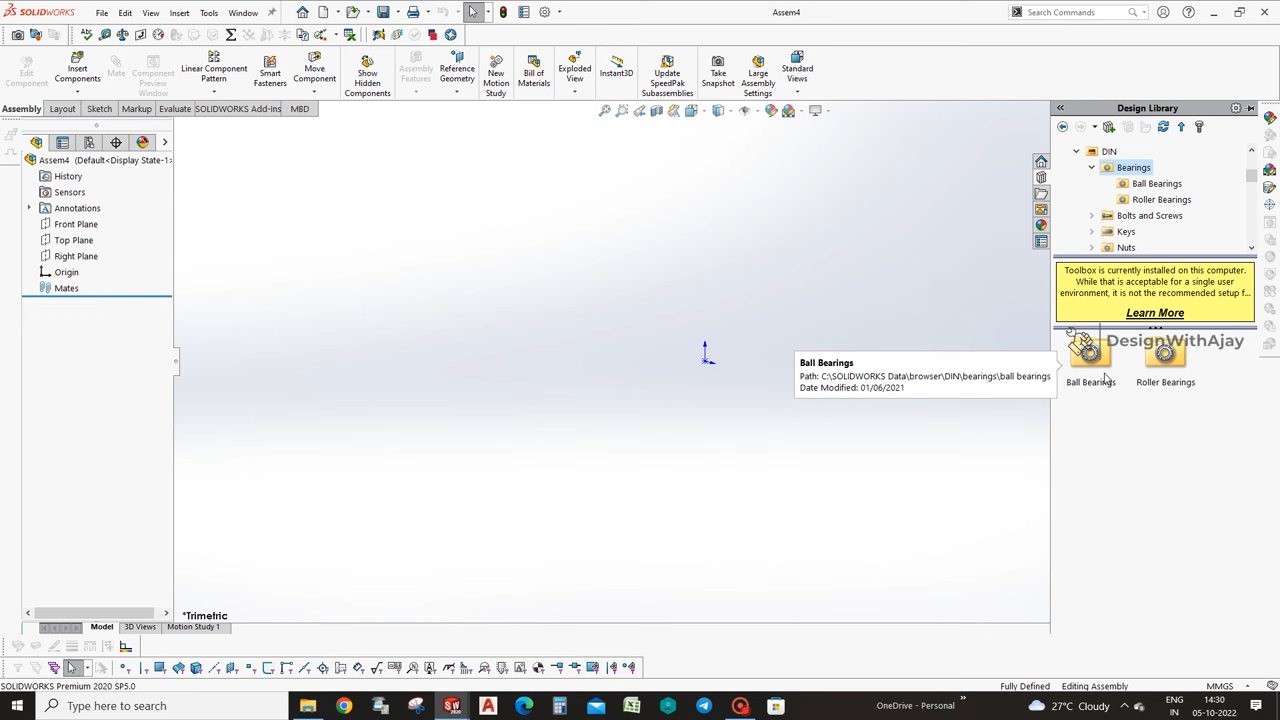 SOLIDWORKS File Edit View Insert Tools Window Assem4 Search Commands
Edit Component
Insert Components
Mate
Component Preview Window
Linear Component Pattern
Smart Fasteners
Move Component
Show Hidden Components
Assembly Features
Reference Geometry
New Motion Study
Bill of Materials
Exploded View
Instant3D
Update SpeedPak Subassemblies
Take Snapshot
Large Assembly Settings
Standard Views
Assembly Layout Sketch Markup Evaluate SOLIDWORKS Add-Ins MBD
Design Library
Assem4 (Default<Display State-1>
History
Sensors
Annotations
Front Plane
Top Plane
Right Plane
Origin
Mates
DIN
Bearings
Ball Bearings
Roller Bearings
Bolts and Screws
Keys
Nuts
Toolbox is currently installed on this computer.
While that is acceptable for a single user
environment, it is not the recommended setup f...
Learn More
DesignWithAjay
Ball Bearings
Path: C:\SOLIDWORKS Data\browser\DIN\bearings\ball bearings
Date Modified: 01/06/2021
Ball Bearings Roller Bearings
*Trimetric
Model 3D Views Motion Study 1
SOLIDWORKS Premium 2020 SP5.0 Fully Defined Editing Assembly MMGS
Type here to search OneDrive - Personal 27°C Cloudy ENG 14:30
IN 05-10-2022